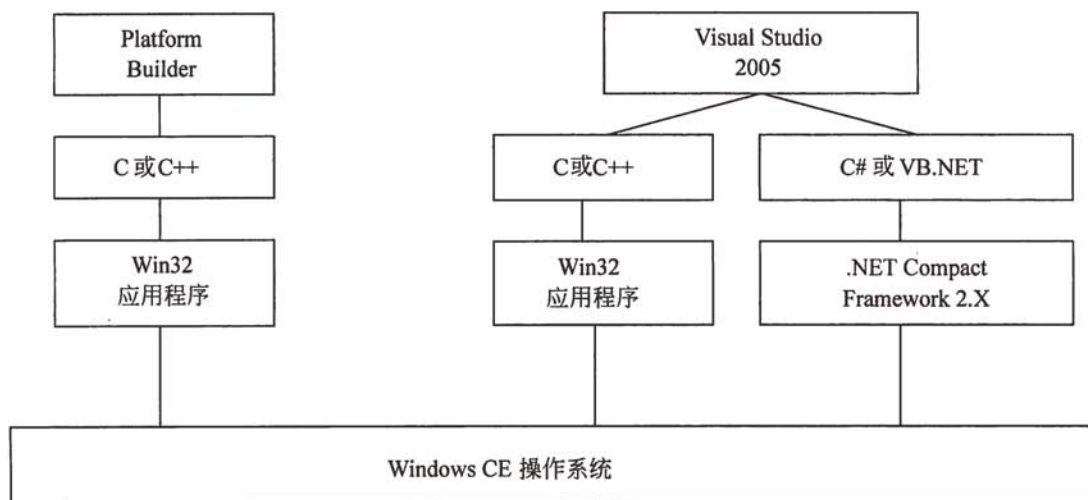 Platform
Builder
Visual Studio
2005
C 或 C++
C或C++
C# 或 VB.NET
Win32
应用程序
Win32
应用程序
.NET Compact
Framework 2.X
Windows CE 操作系统